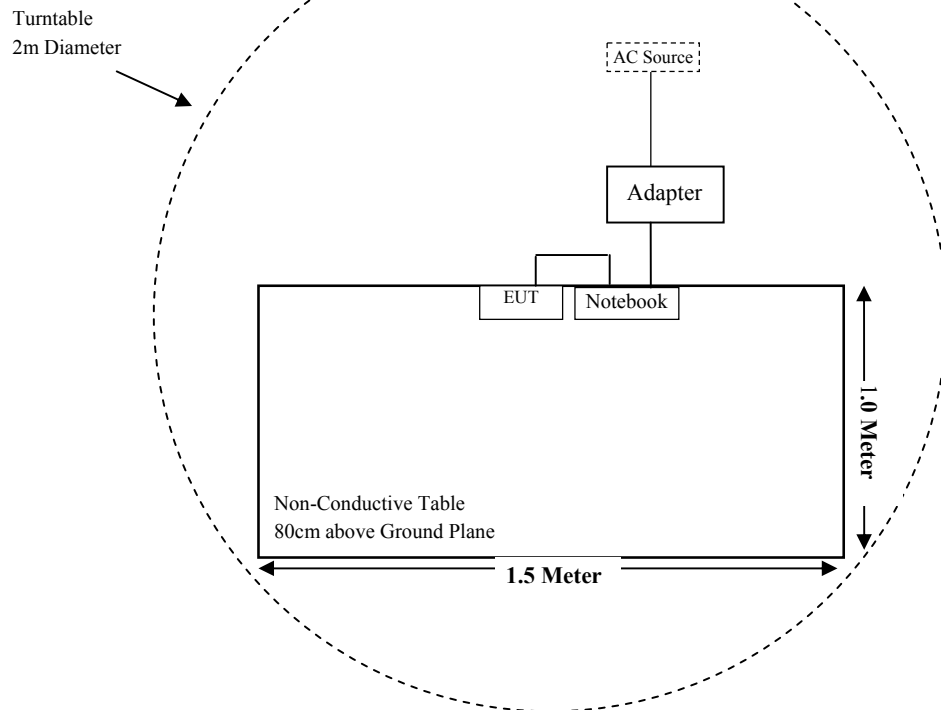 Turntable
2m Diameter
AC Source
Adapter
EUT
Notebook
1.0 Meter
Non-Conductive Table
80cm above Ground Plane
1.5 Meter